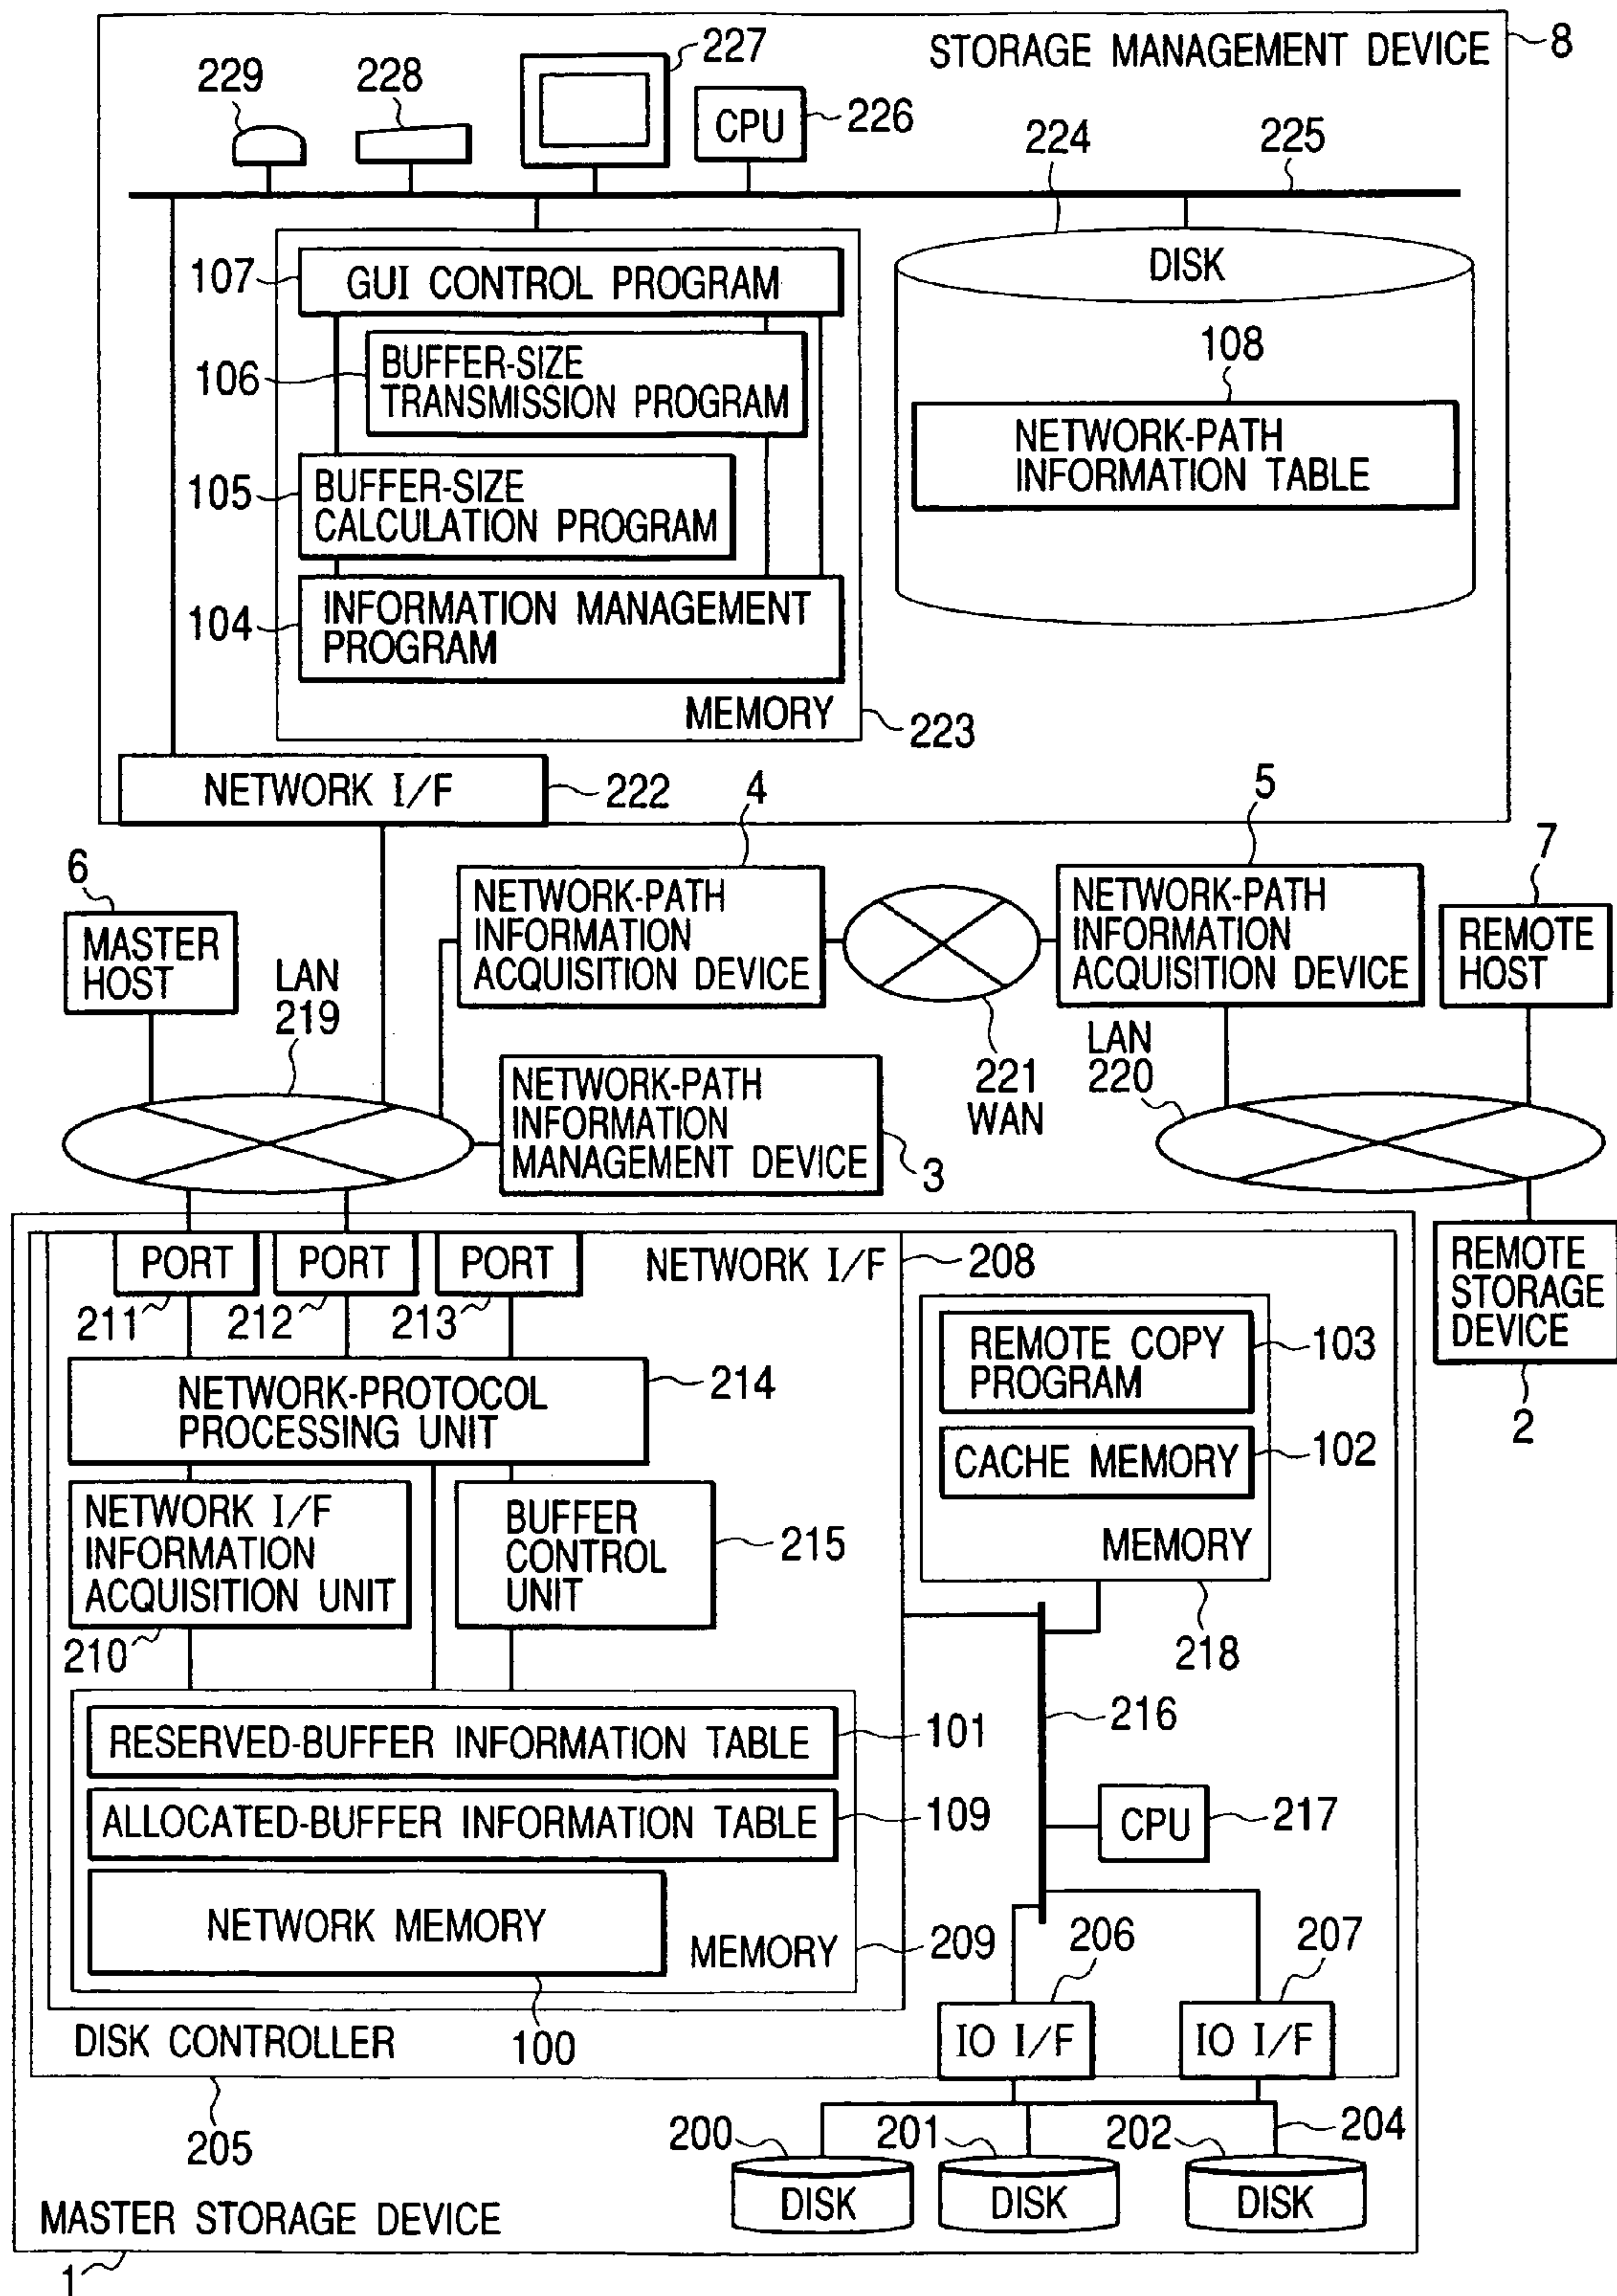 STORAGE MANAGEMENT DEVICE
8
229
228
227
CPU
226
224
225
107
GUI CONTROL PROGRAM
DISK
106
BUFFER-SIZE
TRANSMISSION PROGRAM
108
NETWORK-PATH
INFORMATION TABLE
105
BUFFER-SIZE
CALCULATION PROGRAM
104
INFORMATION MANAGEMENT
PROGRAM
MEMORY
223
NETWORK I/F
222
4
5
7
6
MASTER
HOST
LAN
219
NETWORK-PATH
INFORMATION
ACQUISITION DEVICE
NETWORK-PATH
INFORMATION
ACQUISITION DEVICE
REMOTE
HOST
221
WAN
LAN
220
NETWORK-PATH
INFORMATION
MANAGEMENT DEVICE
3
PORT
PORT
PORT
NETWORK I/F
208
211
212
213
REMOTE
STORAGE
DEVICE
2
REMOTE COPY
PROGRAM
103
CACHE MEMORY
102
MEMORY
218
NETWORK-PROTOCOL
PROCESSING UNIT
214
NETWORK I/F
INFORMATION
ACQUISITION UNIT
210
BUFFER
CONTROL
UNIT
215
216
RESERVED-BUFFER INFORMATION TABLE
101
ALLOCATED-BUFFER INFORMATION TABLE
109
CPU
217
NETWORK MEMORY
MEMORY
209
100
206
207
IO I/F
IO I/F
DISK CONTROLLER
205
200
201
202
204
DISK
DISK
DISK
MASTER STORAGE DEVICE
1